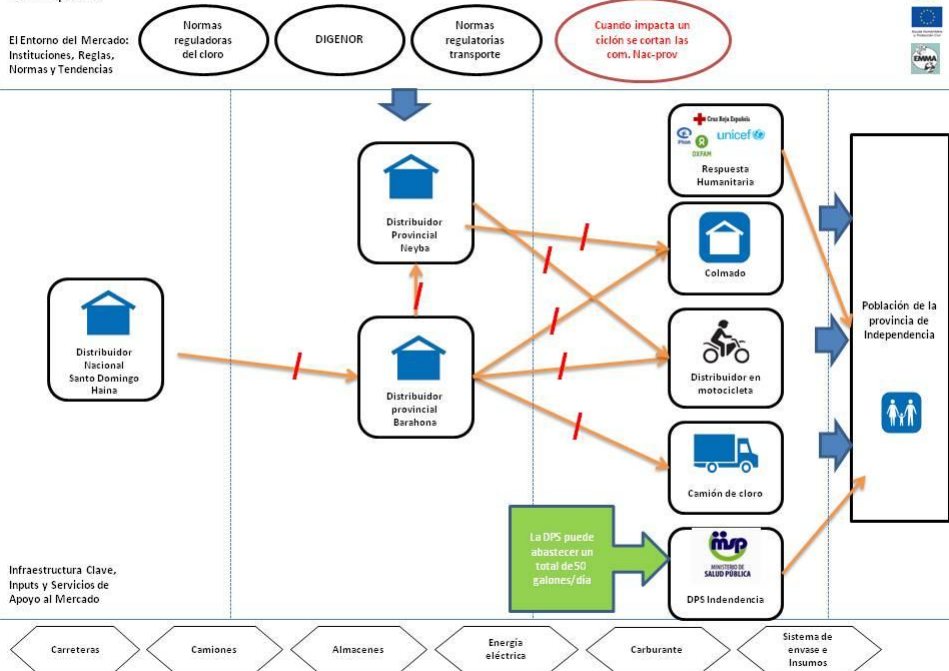 El Entorno del Mercado:
Instituciones, Reglas,
Normas y Tendencias
Normas
reguladoras
del cloro
DIGENOR
Normas
regulatorias
transporte
Cuando impacta un
ciclón se cortan las
com. Nac-prov
EMMA
Distribuidor
Nacional
Santo Domingo
Haina
Distribuidor
Provincial
Neyba
Distribuidor
provincial
Barahona
Cruz Roja Española
Plan
OXFAM
unicef
Respuesta
Humanitaria
Colmado
Distribuidor en
motocicleta
Camión de cloro
La DPS puede
abastecer un
total de50
galones/día
msp
MINISTERIO DE
SALUD PÚBLICA
DPS Indendencia
Población de la
provincia de
Independencia
Infraestructura Clave,
Inputs y Servicios de
Apoyo al Mercado
Carreteras
Camiones
Almacenes
Energía
eléctrica
Carburante
Sistema de
envase e
Insumos